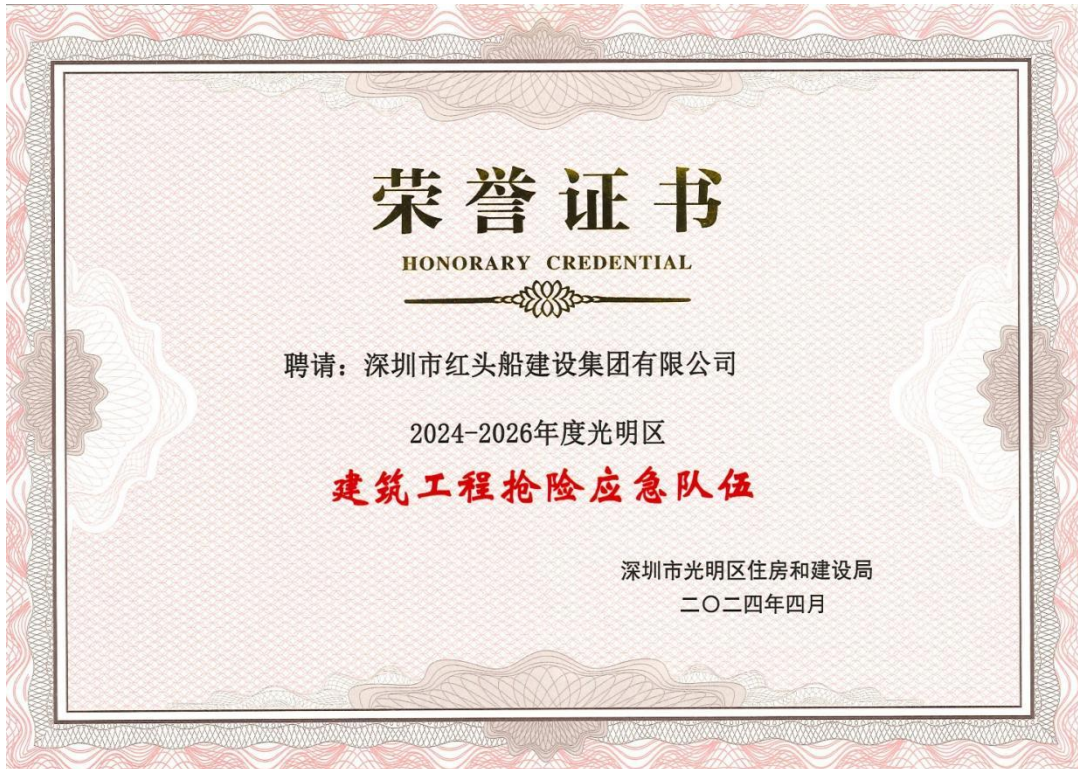 荣誉证书
HONORARY CREDENTIAL
聘请：深圳市红头船建设集团有限公司
2024-2026年度光明区
建筑工程抢险应急队伍
深圳市光明区住房和建设局
二〇二四年四月